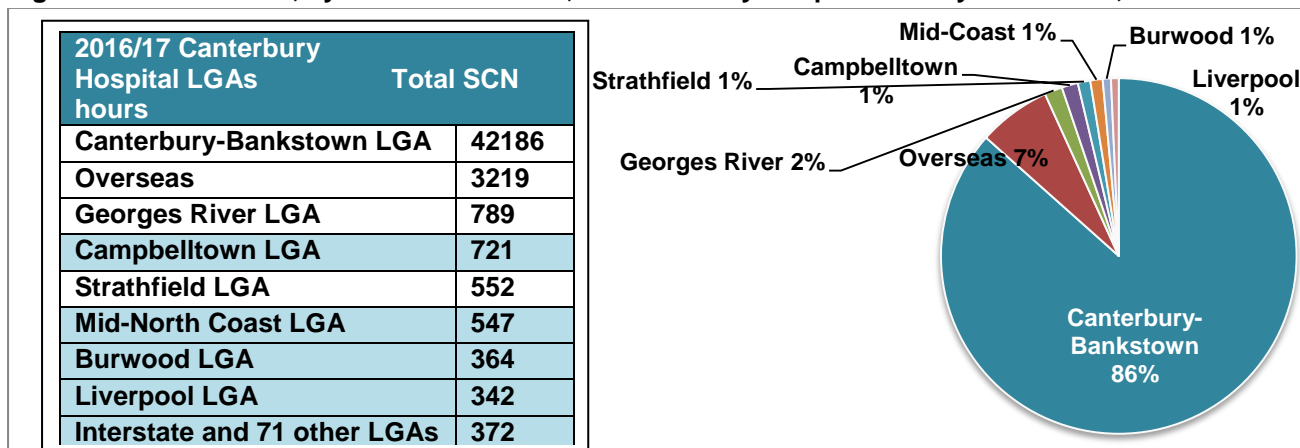 2016/17 Canterbury
Hospital LGAs Total SCN
hours
Canterbury-Bankstown LGA 42186
Overseas 3219
Georges River LGA 789
Campbelltown LGA 721
Strathfield LGA 552
Mid-North Coast LGA 547
Burwood LGA 364
Liverpool LGA 342
Interstate and 71 other LGAs 372
Mid-Coast 1%
Burwood 1%
Strathfield 1%
Campbelltown
1%
Liverpool
1%
Georges River 2%
Overseas 7%
Canterbury-
Bankstown
86%